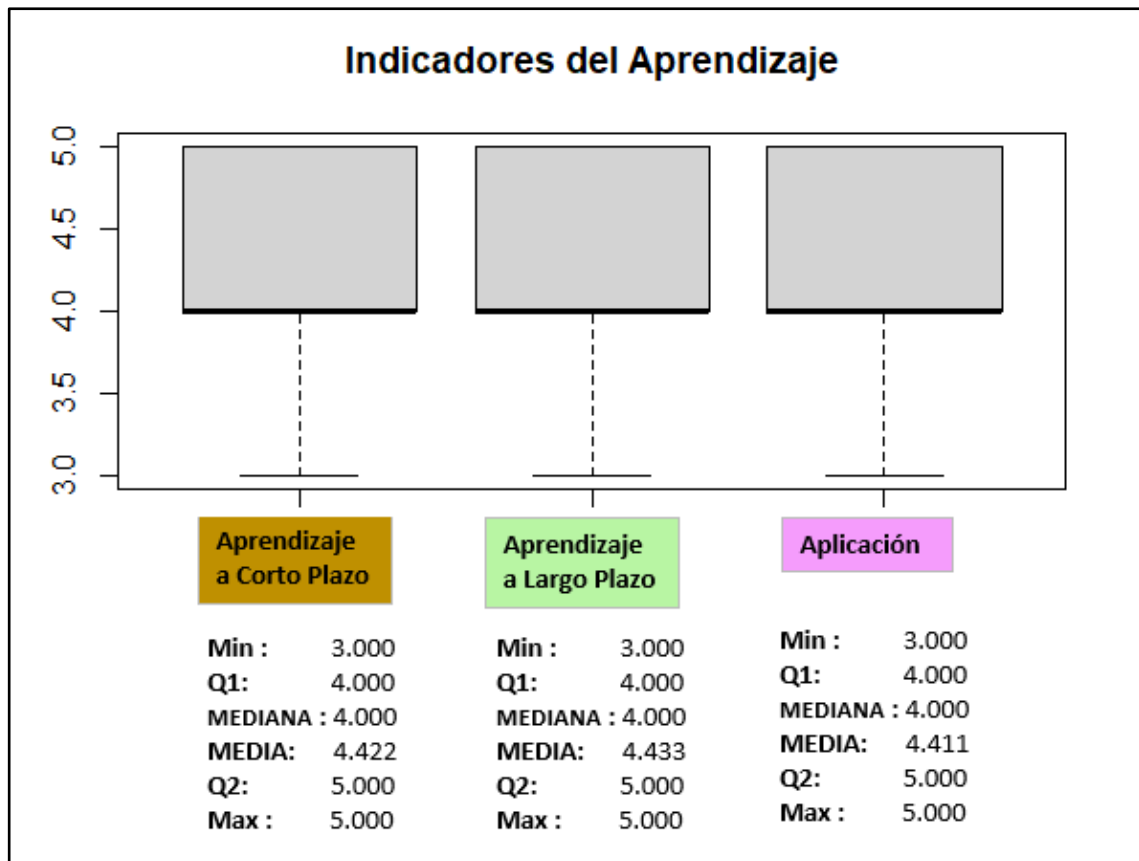 Indicadores del Aprendizaje
5.0
4.5
4.0
3.5
3.0
Aprendizaje
a Corto Plazo
Min : 3.000
Q1: 4.000
MEDIANA : 4.000
MEDIA: 4.422
Q2: 5.000
Max : 5.000
Aprendizaje
a Largo Plazo
Min : 3.000
Q1: 4.000
MEDIANA : 4.000
MEDIA: 4.433
Q2: 5.000
Max : 5.000
Aplicación
Min : 3.000
Q1: 4.000
MEDIANA : 4.000
MEDIA: 4.411
Q2: 5.000
Max : 5.000